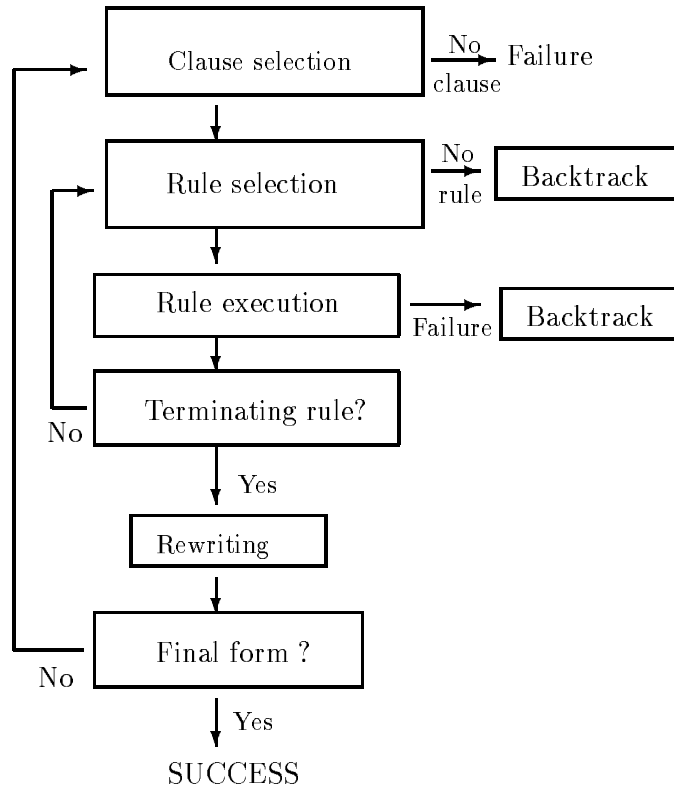 Clause selection
No
clause
Failure
Rule selection
No
rule
Backtrack
Rule execution
Failure
Backtrack
Terminating rule?
No
Yes
Rewriting
Final form ?
No
Yes
SUCCESS